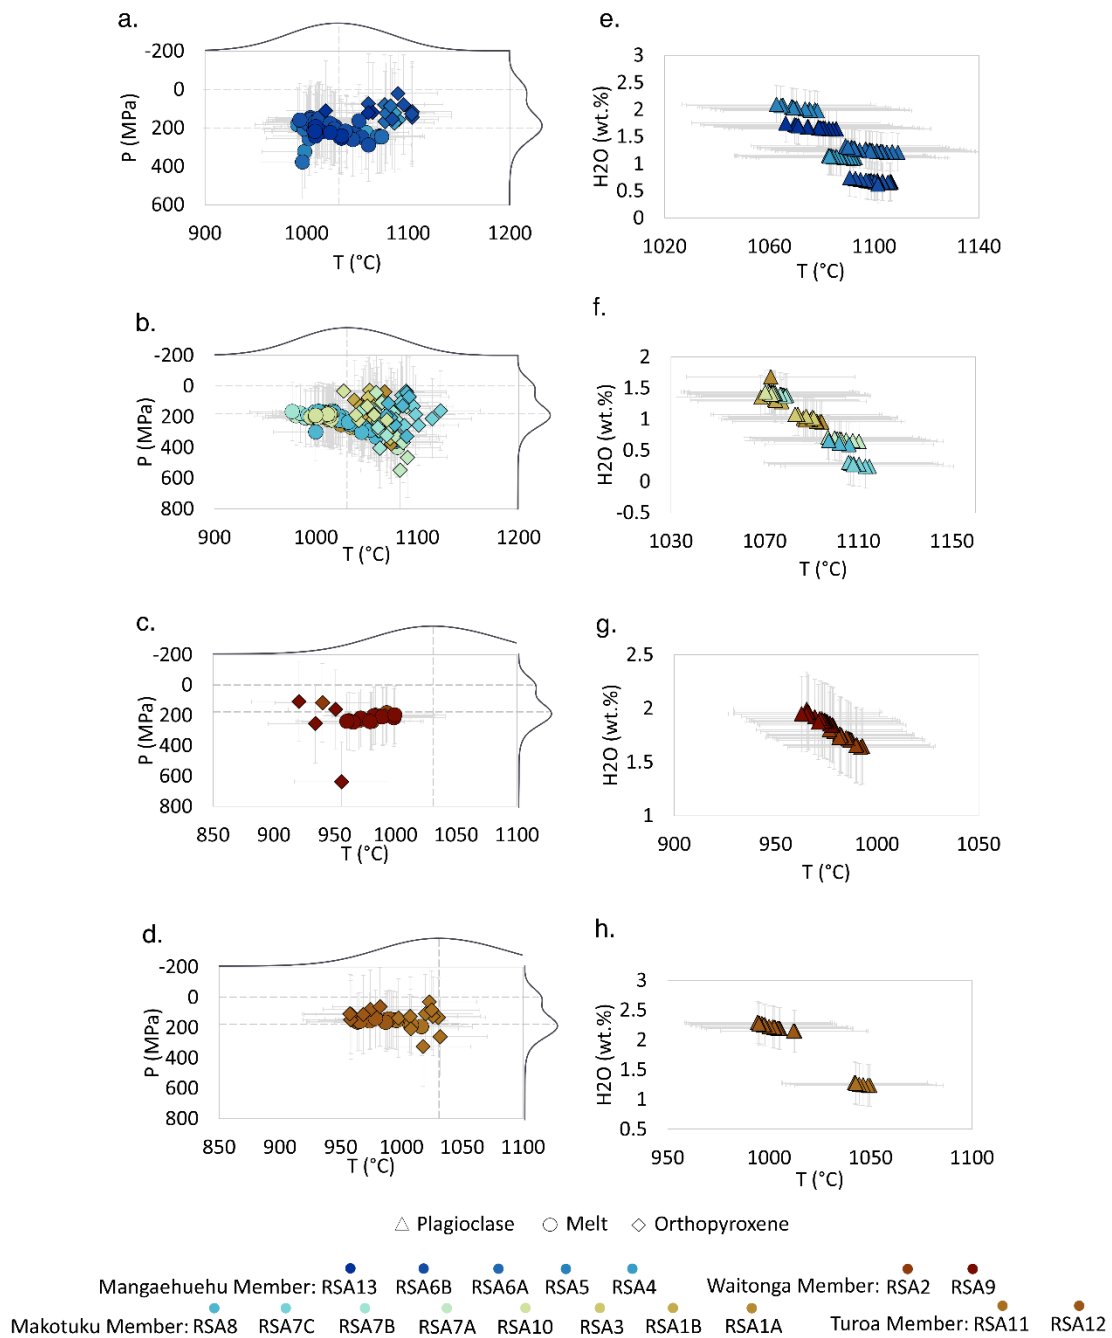 a.
-200
0
200
400
600
P (MPa)
900 1000 1100 1200
T (°C)
e.
3
2.5
2
1.5
1
0.5
0
H2O (wt.%)
1020 1060 1100 1140
T (°C)
b.
-200
0
200
400
600
800
P (MPa)
900 1000 1100 1200
T (°C)
f.
2
1.5
1
0.5
0
-0.5
H2O (wt.%)
1030 1070 1110 1150
T (°C)
c.
-200
0
200
400
600
800
P (MPa)
850 900 950 1000 1050 1100
T (°C)
g.
2.5
2
1.5
1
H2O (wt.%)
900 950 1000 1050
T (°C)
d.
-200
0
200
400
600
800
P (MPa)
850 900 950 1000 1050 1100
T (°C)
h.
3
2.5
2
1.5
1
0.5
H2O (wt.%)
950 1000 1050 1100
T (°C)
Plagioclase Melt Orthopyroxene
Mangaehuehu Member: RSA13 RSA6B RSA6A RSA5 RSA4 Waitonga Member: RSA2 RSA9
Makotuku Member: RSA8 RSA7C RSA7B RSA7A RSA10 RSA3 RSA1B RSA1A Turoa Member: RSA11 RSA12